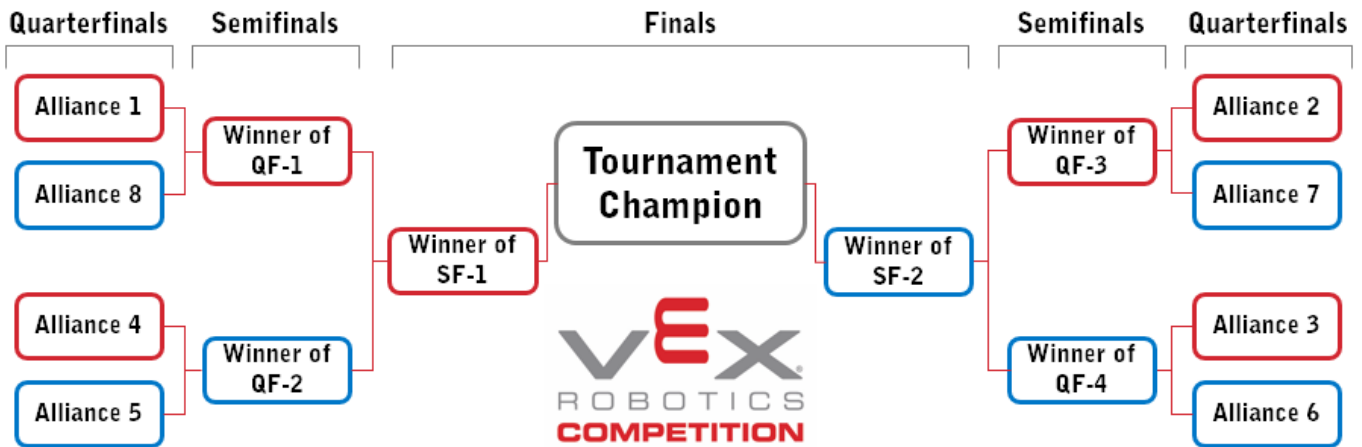 Quarterfinals
Semifinals
Finals
Semifinals
Quarterfinals
Alliance 1
Alliance 8
Alliance 4
Alliance 5
Winner of
QF-1
Winner of
QF-2
Winner of
SF-1
Tournament
Champion
Winner of
SF-2
Winner of
QF-3
Winner of
QF-4
Alliance 2
Alliance 7
Alliance 3
Alliance 6
VEX®
ROBOTICS
COMPETITION